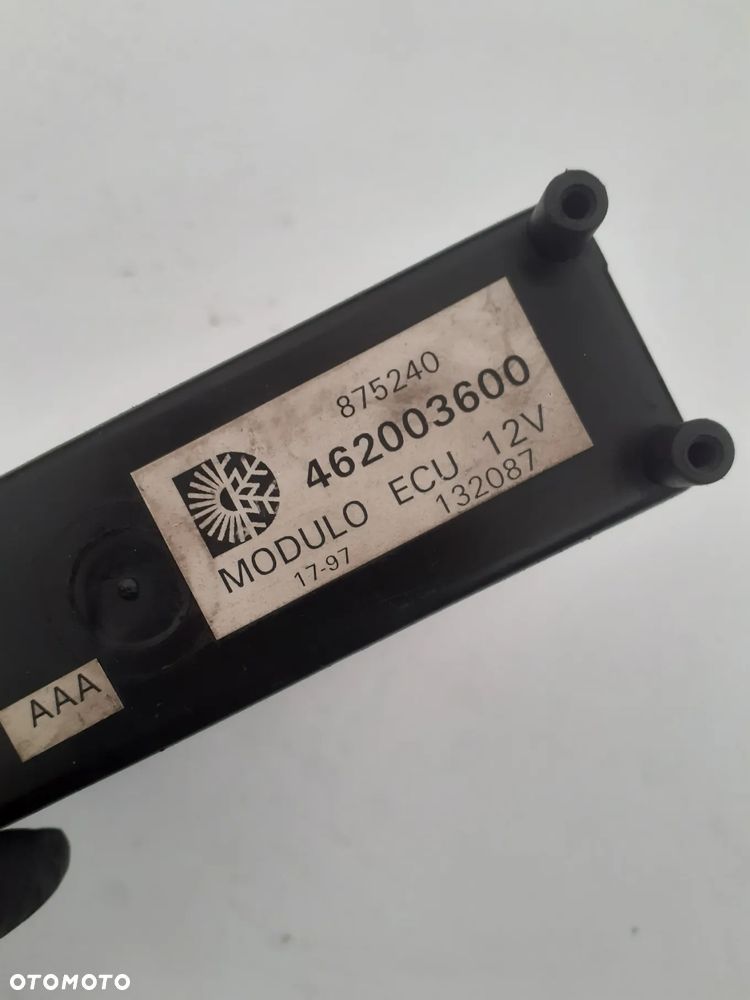 875240
462003600
MODULO ECU 12V
17-97 132087
AAA
OTOMOTO